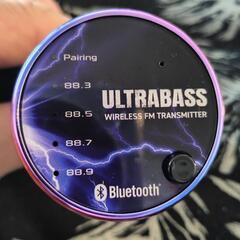 Pairing
88.3
88.5
88.7
88.9
ULTRABASS
WIRELESS FM TRANSMITTER
Bluetooth®